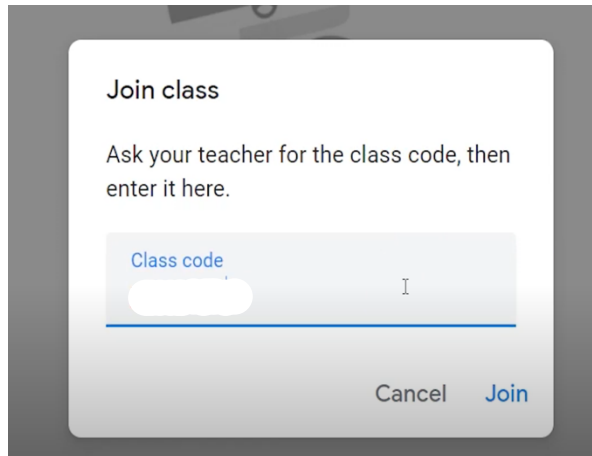 Join class
Ask your teacher for the class code, then
enter it here.
Class code
Cancel Join